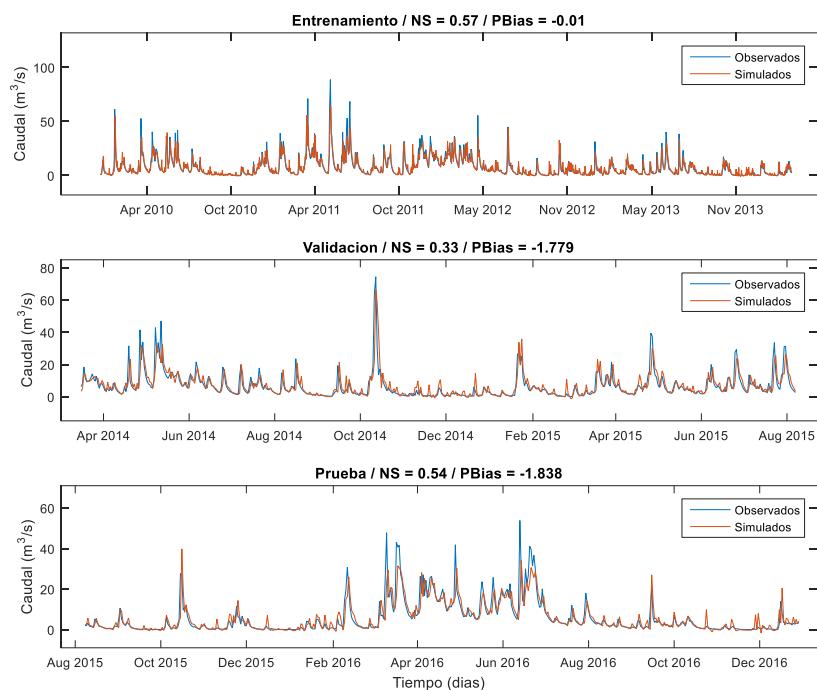 Entrenamiento / NS = 0.57 / PBias = -0.01
Caudal (m³/s)
100
50
0
Observados
Simulados
Apr 2010 Oct 2010 Apr 2011 Oct 2011 May 2012 Nov 2012 May 2013 Nov 2013
Validacion / NS = 0.33 / PBias = -1.779
Caudal (m³/s)
80
60
40
20
0
Observados
Simulados
Apr 2014 Jun 2014 Aug 2014 Oct 2014 Dec 2014 Feb 2015 Apr 2015 Jun 2015 Aug 2015
Prueba / NS = 0.54 / PBias = -1.838
Caudal (m³/s)
60
40
20
0
Observados
Simulados
Aug 2015 Oct 2015 Dec 2015 Feb 2016 Apr 2016 Jun 2016 Aug 2016 Oct 2016 Dec 2016
Tiempo (dias)